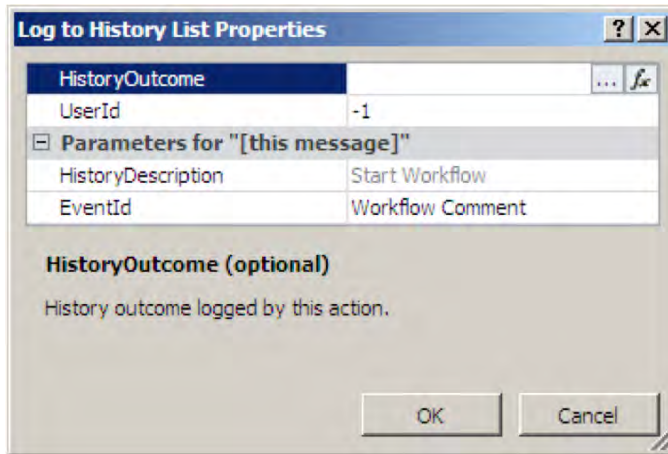 Log to History List Properties ? X
HistoryOutcome ... fx
UserId -1
Parameters for "[this message]"
HistoryDescription Start Workflow
EventId Workflow Comment
HistoryOutcome (optional)
History outcome logged by this action.
OK Cancel